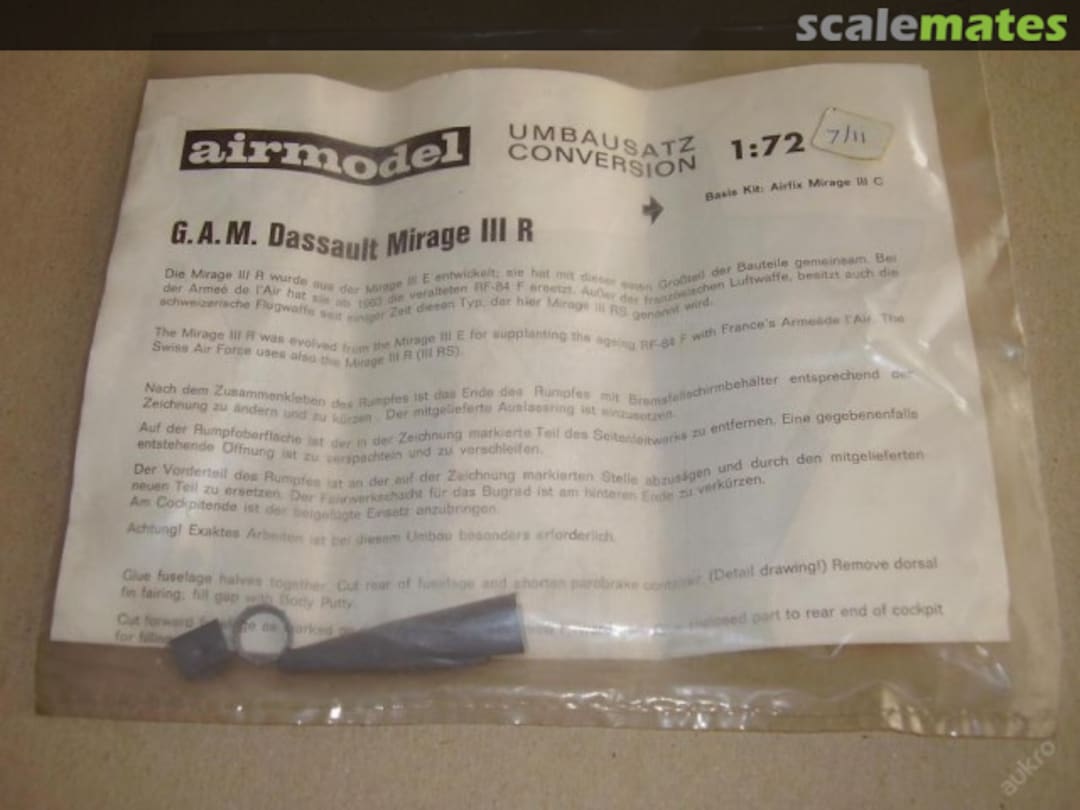 scalemates
airmodel
UMBAUSATZ
CONVERSION
1:72
7/11
Basis Kit: Airfix Mirage III C
G.A.M. Dassault Mirage III R
Die Mirage III R wurde aus der Mirage III E entwickelt; sie hat mit dieser einen Großteil der Bauteile gemeinsam. Bei
der Armeé de l'Air hat sie ab 1963 die veralteten RF-84 F ersetzt. Außer der französischen Luftwaffe, besitzt auch die
schweizerische Flugwaffe seit einiger Zeit diesen Typ, der hier Mirage III RS genannt wird.
The Mirage III R was evolved from the Mirage III E for supplanting the ageing RF-84 F with France's Armeéde l'Air. The
Swiss Air Force uses also the Mirage III R (III RS).
Nach dem Zusammenkleben des Rumpfes ist das Ende des Rumpfes mit Bremsfallschirmbehälter entsprechend der
Zeichnung zu ändern und zu kürzen. Der mitgelieferte Auslassring ist einzusetzen.
Auf der Rumpfoberfläche ist der in der Zeichnung markierte Teil des Seitenleitwerks zu entfernen. Eine gegebenenfalls
entstehende Öffnung ist zu verspachteln und zu verschleifen.
Der Vorderteil des Rumpfes ist an der auf der Zeichnung markierten Stelle abzusägen und durch den mitgelieferten
neuen Teil zu ersetzen. Der Fahrwerkschacht für das Bugrad ist am hinteren Ende zu verkürzen.
Am Cockpitende ist der beigefügte Einsatz anzubringen.
Achtung! Exaktes Arbeiten ist bei diesem Umbau besonders erforderlich.
Glue fuselage halves together. Cut rear of fuselage and shorten parabrake container. (Detail drawing!) Remove dorsal
fin fairing; fill gap with Body Putty.
Cut forward fuselage as marked part to rear end of cockpit
for
aukro